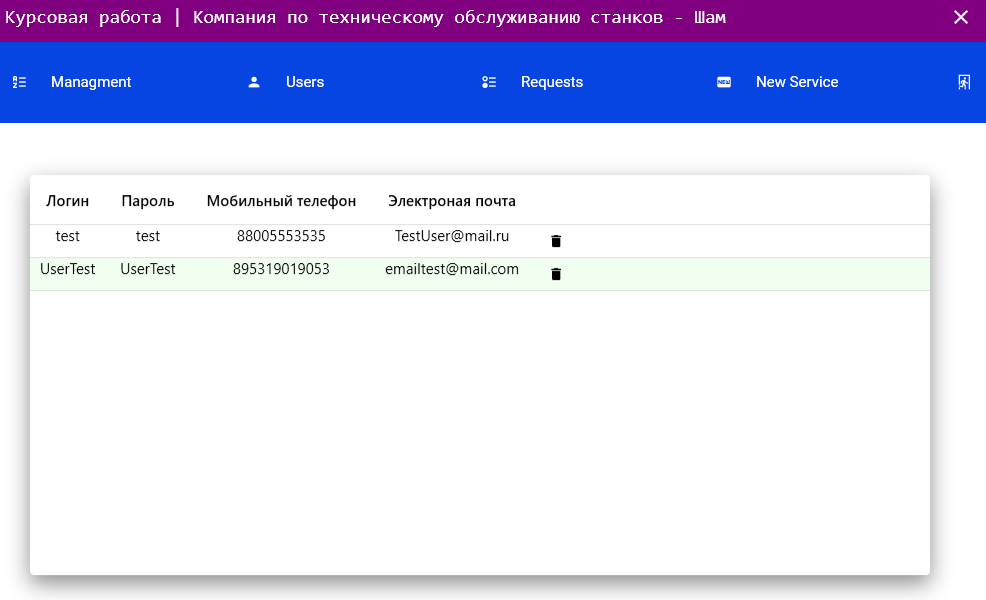 Курсовая работа | Компания по техническому обслуживанию станков - Шам
Managment Users Requests New Service
Логин Пароль Мобильный телефон Электроная почта
test test 88005553535 TestUser@mail.ru
UserTest UserTest 895319019053 emailtest@mail.com